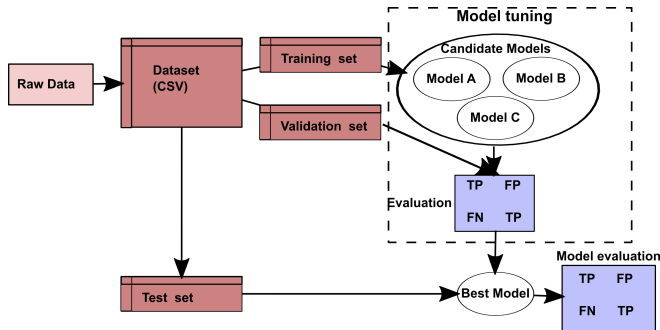 Model tuning
Candidate Models
Training set
Model A
Model B
Dataset
(CSV)
Raw Data
Model C
Validation set
TP FP
Evaluation
FN TP
Model evaluation
TP FP
Test set
Best Model
FN TP